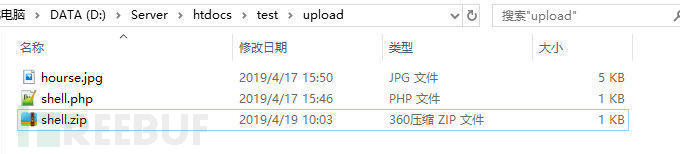 电脑 › DATA (D:) › Server › htdocs › test › upload 搜索"upload"
名称 修改日期 类型 大小
hourse.jpg 2019/4/17 15:50 JPG 文件 5 KB
shell.php 2019/4/17 15:46 PHP 文件 1 KB
shell.zip 2019/4/19 10:03 360压缩 ZIP 文件 1 KB
REEBUF